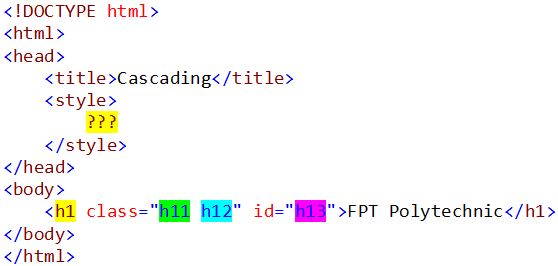 <!DOCTYPE html>
<html>
<head>
    <title>Cascading</title>
    <style>
        ???
    </style>
</head>
<body>
    <h1 class="h11 h12" id="h13">FPT Polytechnic</h1>
</body>
</html>